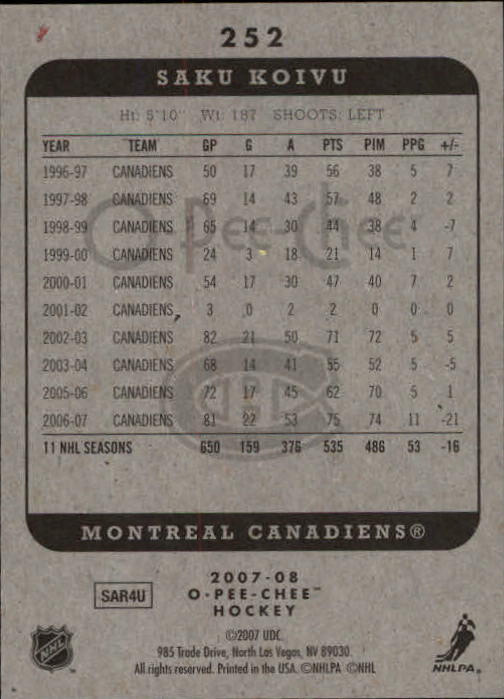 252
SAKU KOIVU
Ht: 5'10" Wt: 187 SHOOTS: LEFT
YEAR TEAM GP G A PTS PIM PPG +/-
1996-97 CANADIENS 50 17 39 56 38 5 7
1997-98 CANADIENS 69 14 43 57 48 2 2
1998-99 CANADIENS 65 14 30 44 38 4 -7
1999-00 CANADIENS 24 3 18 21 14 1 7
2000-01 CANADIENS 54 17 30 47 40 7 2
2001-02 CANADIENS 3 0 2 2 0 0 0
2002-03 CANADIENS 82 21 50 71 72 5 5
2003-04 CANADIENS 68 14 41 55 52 5 -5
2005-06 CANADIENS 72 17 45 62 70 5 1
2006-07 CANADIENS 81 22 53 75 74 11 -21
11 NHL SEASONS 650 159 376 535 486 53 -16
O-Pee-Chee
MONTREAL CANADIENS®
SAR4U
2007-08
O-PEE-CHEE™
HOCKEY
©2007 UDC.
985 Trade Drive, North Las Vegas, NV 89030.
All rights reserved. Printed in the USA. ©NHLPA ©NHL
NHL
NHLPA